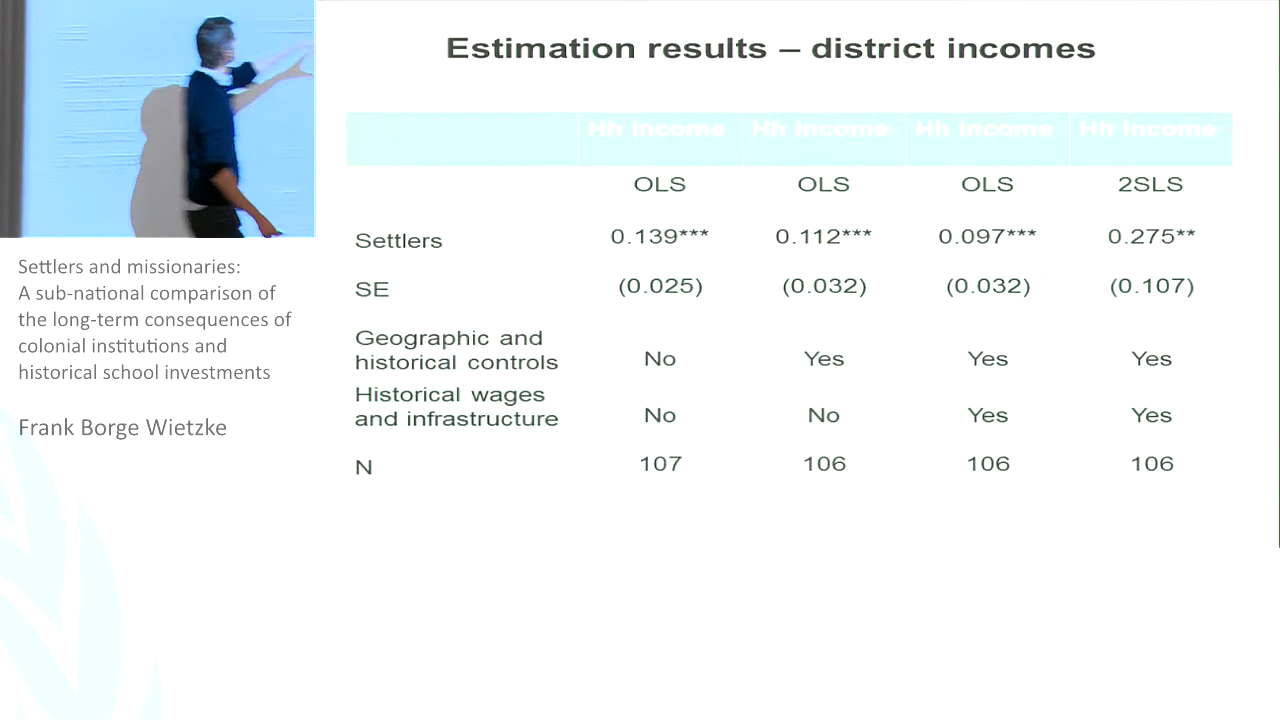 Estimation results – district incomes
Hh income Hh income Hh income Hh income
OLS OLS OLS 2SLS
Settlers 0.139*** 0.112*** 0.097*** 0.275**
SE (0.025) (0.032) (0.032) (0.107)
Geographic and
historical controls No Yes Yes Yes
Historical wages
and infrastructure No No Yes Yes
N 107 106 106 106
Settlers and missionaries:
A sub-national comparison of
the long-term consequences of
colonial institutions and
historical school investments
Frank Borge Wietzke